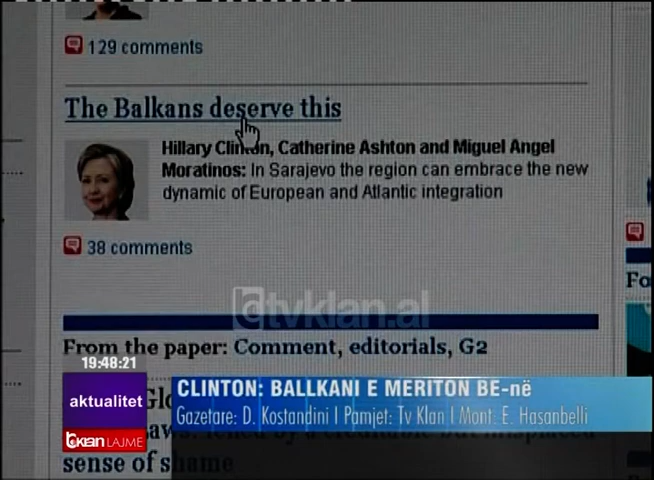 129 comments
The Balkans deserve this
Hillary Clinton, Catherine Ashton and Miguel Angel
Moratinos: In Sarajevo the region can embrace the new
dynamic of European and Atlantic integration
38 comments
tvklan.al
Fo
From the paper: Comment, editorials, G2
19:48:21
aktualitet
CLINTON: BALLKANI E MERITON BE-në
Gazetare: D. Kostandini I Pamjet: Tv Klan I Mont: E. Hasanbelli
klan LAJME
sense of shame